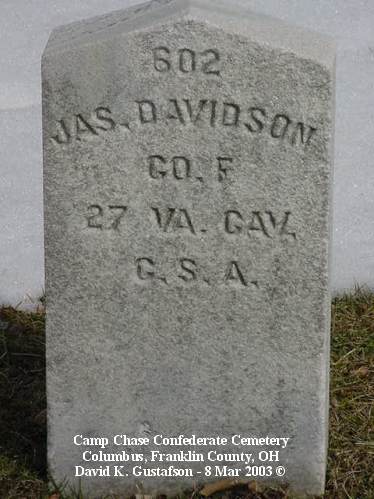 602
JAS. DAVIDSON
CO. F
27 VA. CAV.
C. S. A.
Camp Chase Confederate Cemetery
Columbus, Franklin County, OH
David K. Gustafson - 8 Mar 2003 ©